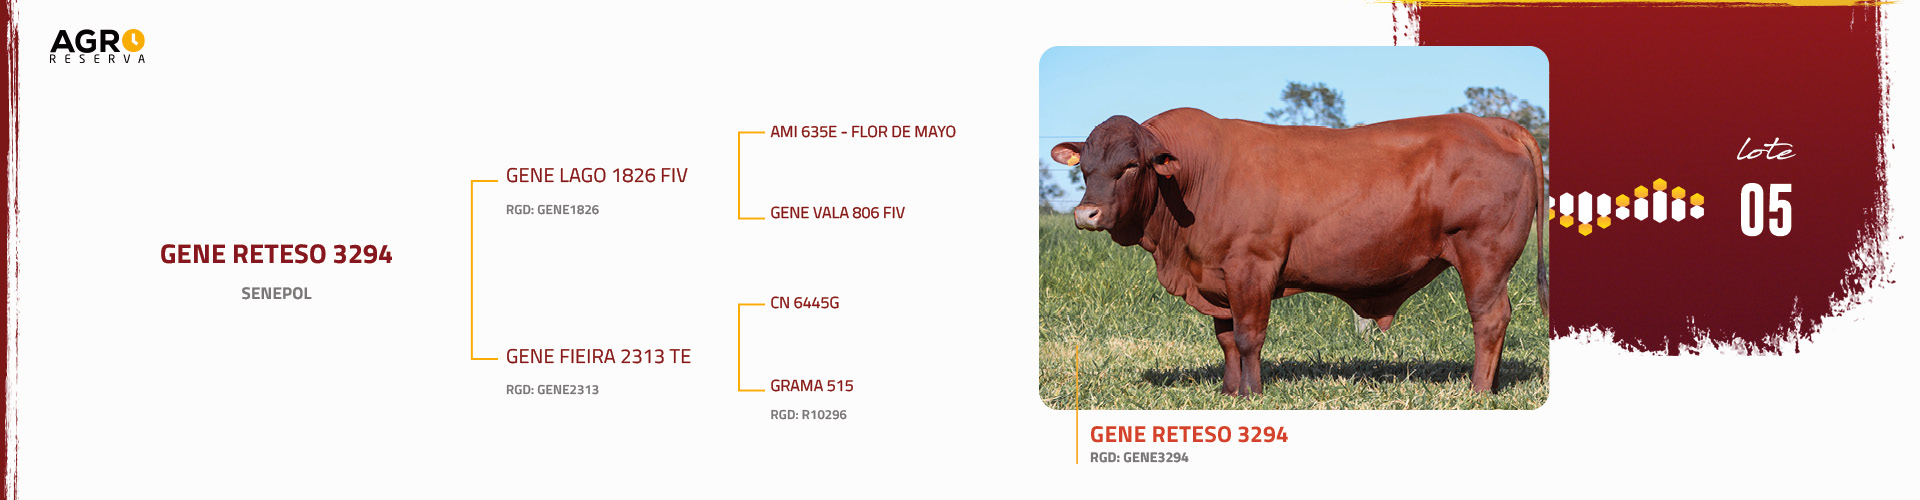 AGRO
RESERVA
GENE RETESO 3294
SENEPOL
GENE LAGO 1826 FIV
RGD: GENE1826
GENE FIEIRA 2313 TE
RGD: GENE2313
AMI 635E - FLOR DE MAYO
GENE VALA 806 FIV
CN 6445G
GRAMA 515
RGD: R10296
GENE RETESO 3294
RGD: GENE3294
lote
05